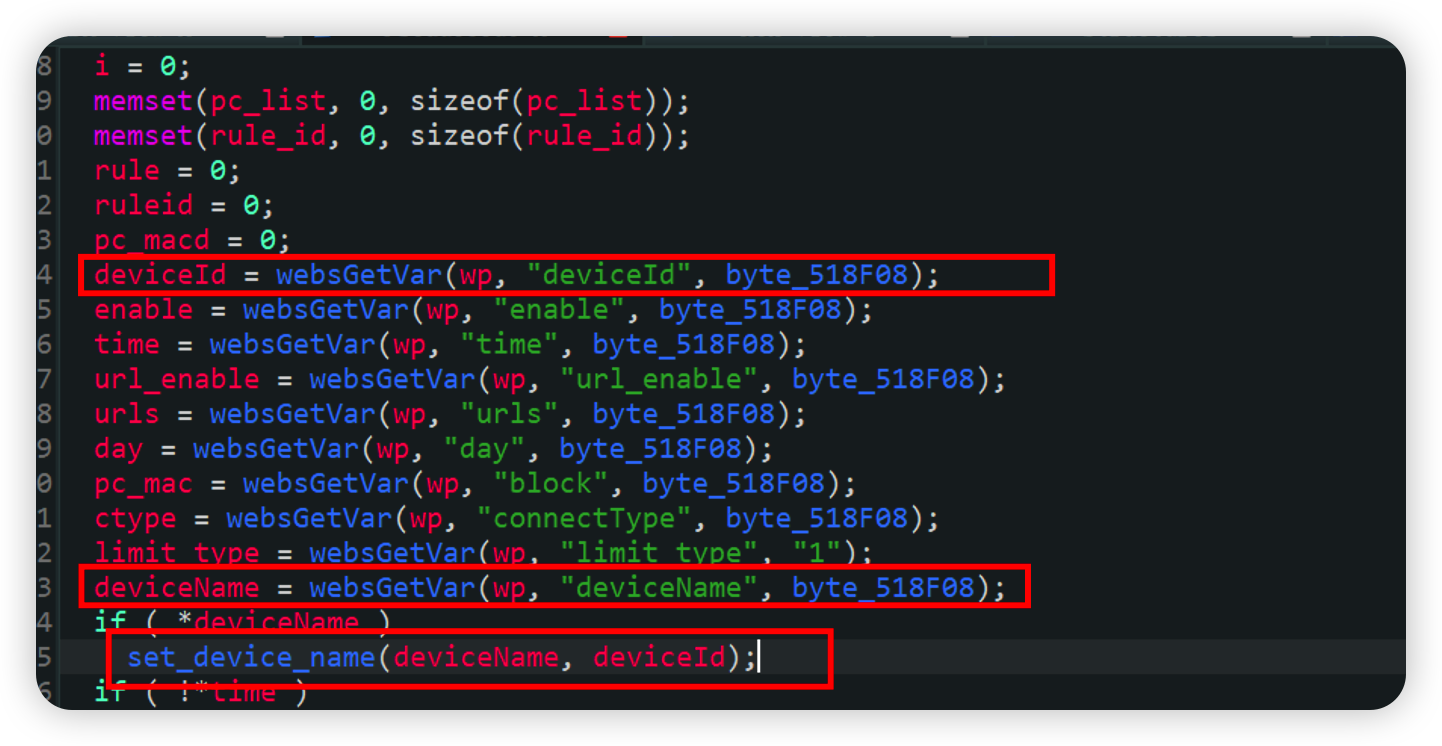 8 i = 0;
9 memset(pc_list, 0, sizeof(pc_list));
0 memset(rule_id, 0, sizeof(rule_id));
1 rule = 0;
2 ruleid = 0;
3 pc_macd = 0;
4 deviceId = websGetVar(wp, "deviceId", byte_518F08);
5 enable = websGetVar(wp, "enable", byte_518F08);
6 time = websGetVar(wp, "time", byte_518F08);
7 url_enable = websGetVar(wp, "url_enable", byte_518F08);
8 urls = websGetVar(wp, "urls", byte_518F08);
9 day = websGetVar(wp, "day", byte_518F08);
0 pc_mac = websGetVar(wp, "block", byte_518F08);
1 ctype = websGetVar(wp, "connectType", byte_518F08);
2 limit_type = websGetVar(wp, "limit_type", "1");
3 deviceName = websGetVar(wp, "deviceName", byte_518F08);
4 if ( *deviceName )
5 set_device_name(deviceName, deviceId);
6 if ( !*time )